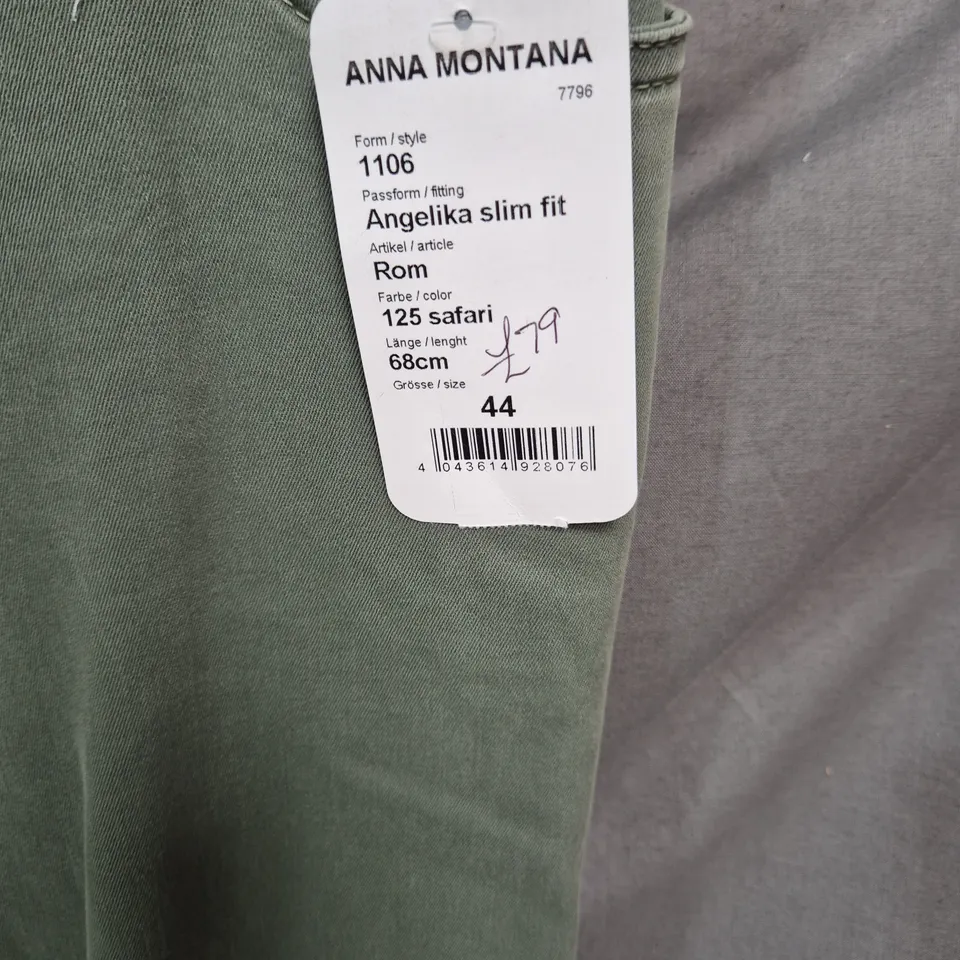 ANNA MONTANA
7796
Form / style
1106
Passform / fitting
Angelika slim fit
Artikel / article
Rom
Farbe / color
125 safari
£79
Länge / lenght
68cm
Grösse / size
44
4 043614 928076